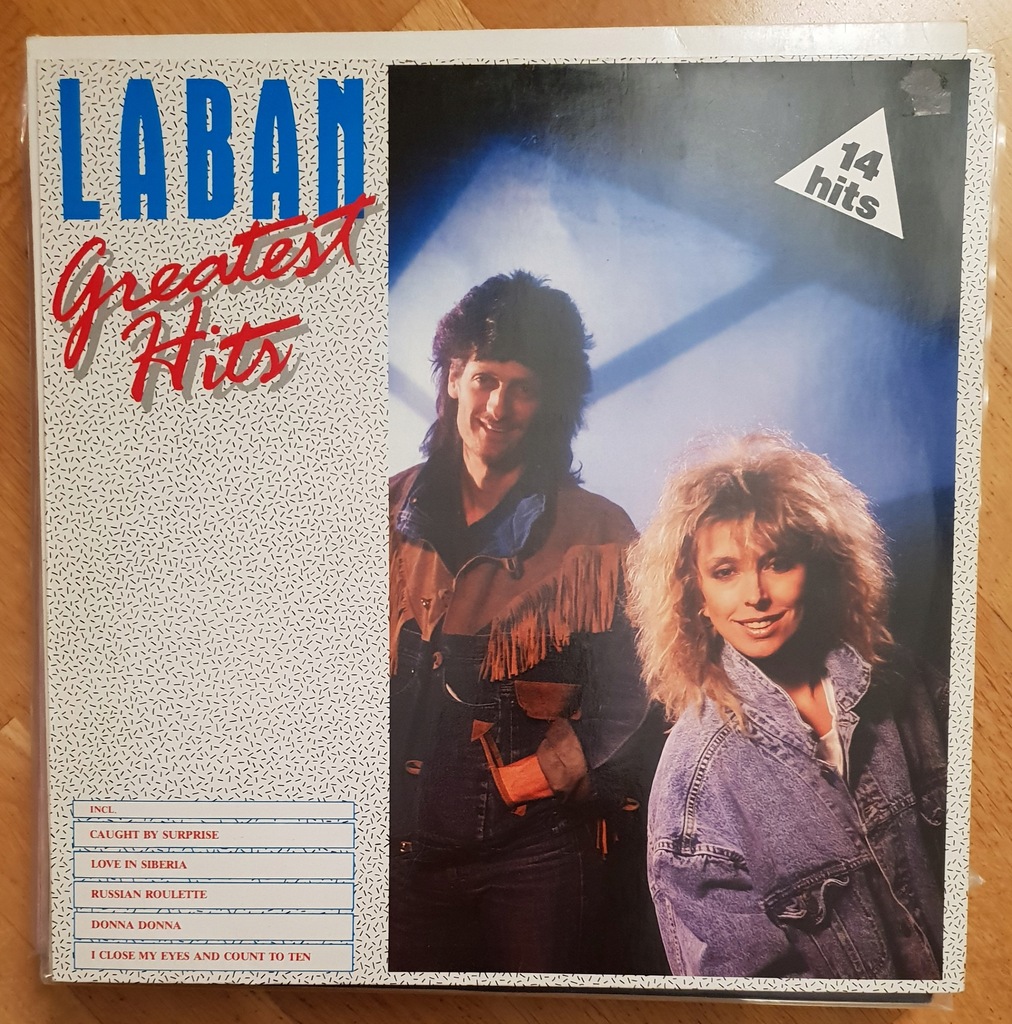 LABAN
Greatest
Hits
14
hits
INCL.
CAUGHT BY SURPRISE
LOVE IN SIBERIA
RUSSIAN ROULETTE
DONNA DONNA
I CLOSE MY EYES AND COUNT TO TEN